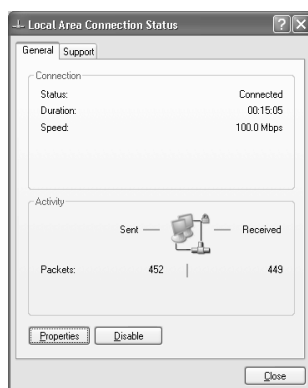 Local Area Connection Status
General Support
Connection
Status: Connected
Duration: 00:15:05
Speed: 100.0 Mbps
Activity
Sent — — Received
Packets: 452 | 449
Properties Disable
Close